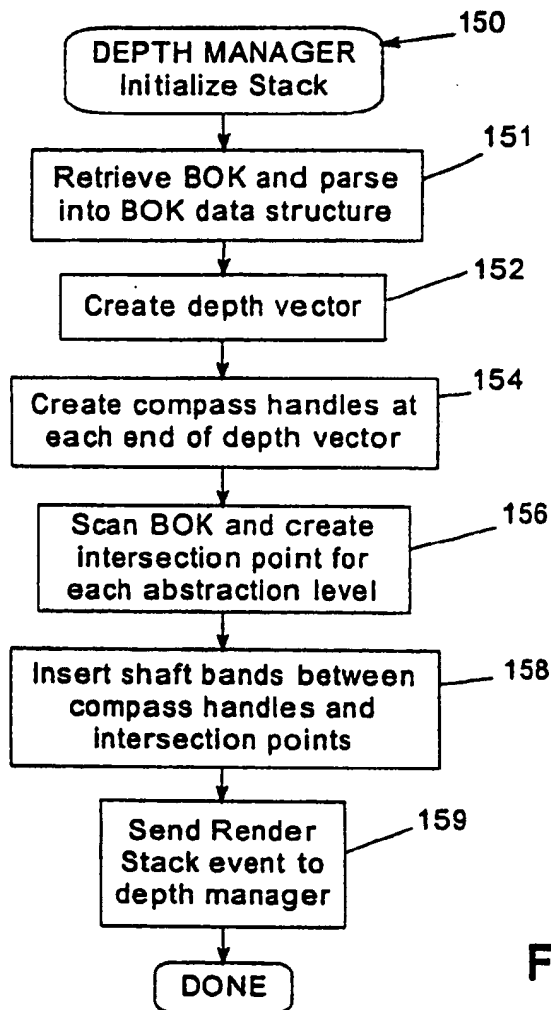 150
DEPTH MANAGER
Initialize Stack
151
Retrieve BOK and parse
into BOK data structure
152
Create depth vector
154
Create compass handles at
each end of depth vector
156
Scan BOK and create
intersection point for
each abstraction level
158
Insert shaft bands between
compass handles and
intersection points
159
Send Render
Stack event to
depth manager
DONE
F